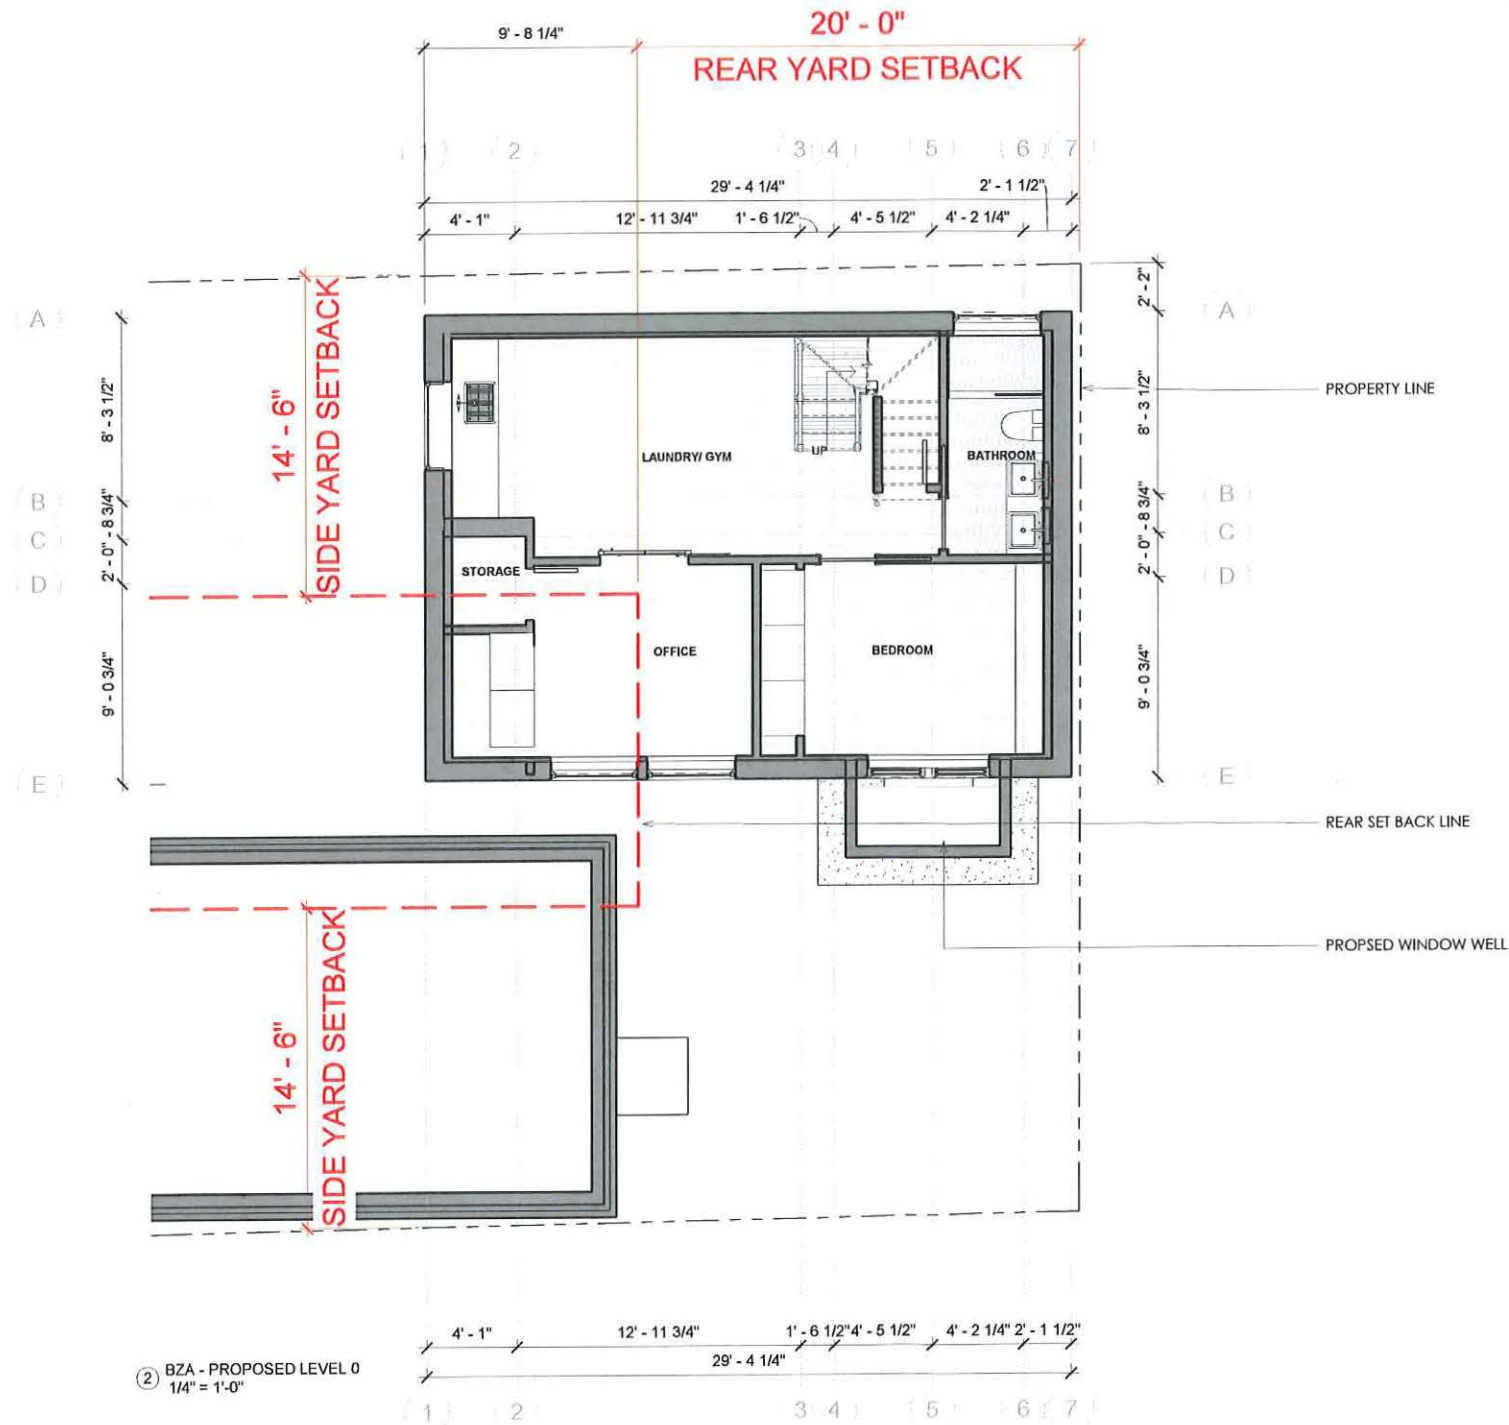 20' - 0"
9' - 8 1/4"
REAR YARD SETBACK
1 2 3 4 5 6 7
29' - 4 1/4"
2' - 1 1/2"
4' - 1"
12' - 11 3/4"
1' - 6 1/2"
4' - 5 1/2"
4' - 2 1/4"
2' - 2"
A
A
14' - 6"
SIDE YARD SETBACK
8' - 3 1/2"
8' - 3 1/2"
PROPERTY LINE
LAUNDRY/ GYM
UP
BATHROOM
B
B
8 3/4"
8 3/4"
C
C
2' - 0"
2' - 0"
STORAGE
D
D
OFFICE
BEDROOM
9' - 0 3/4"
9' - 0 3/4"
E
E
REAR SET BACK LINE
PROPSED WINDOW WELL
14' - 6"
SIDE YARD SETBACK
4' - 1"
12' - 11 3/4"
1' - 6 1/2"
4' - 5 1/2"
4' - 2 1/4"
2' - 1 1/2"
29' - 4 1/4"
2 BZA - PROPOSED LEVEL 0
1/4" = 1'-0"
1 2 3 4 5 6 7